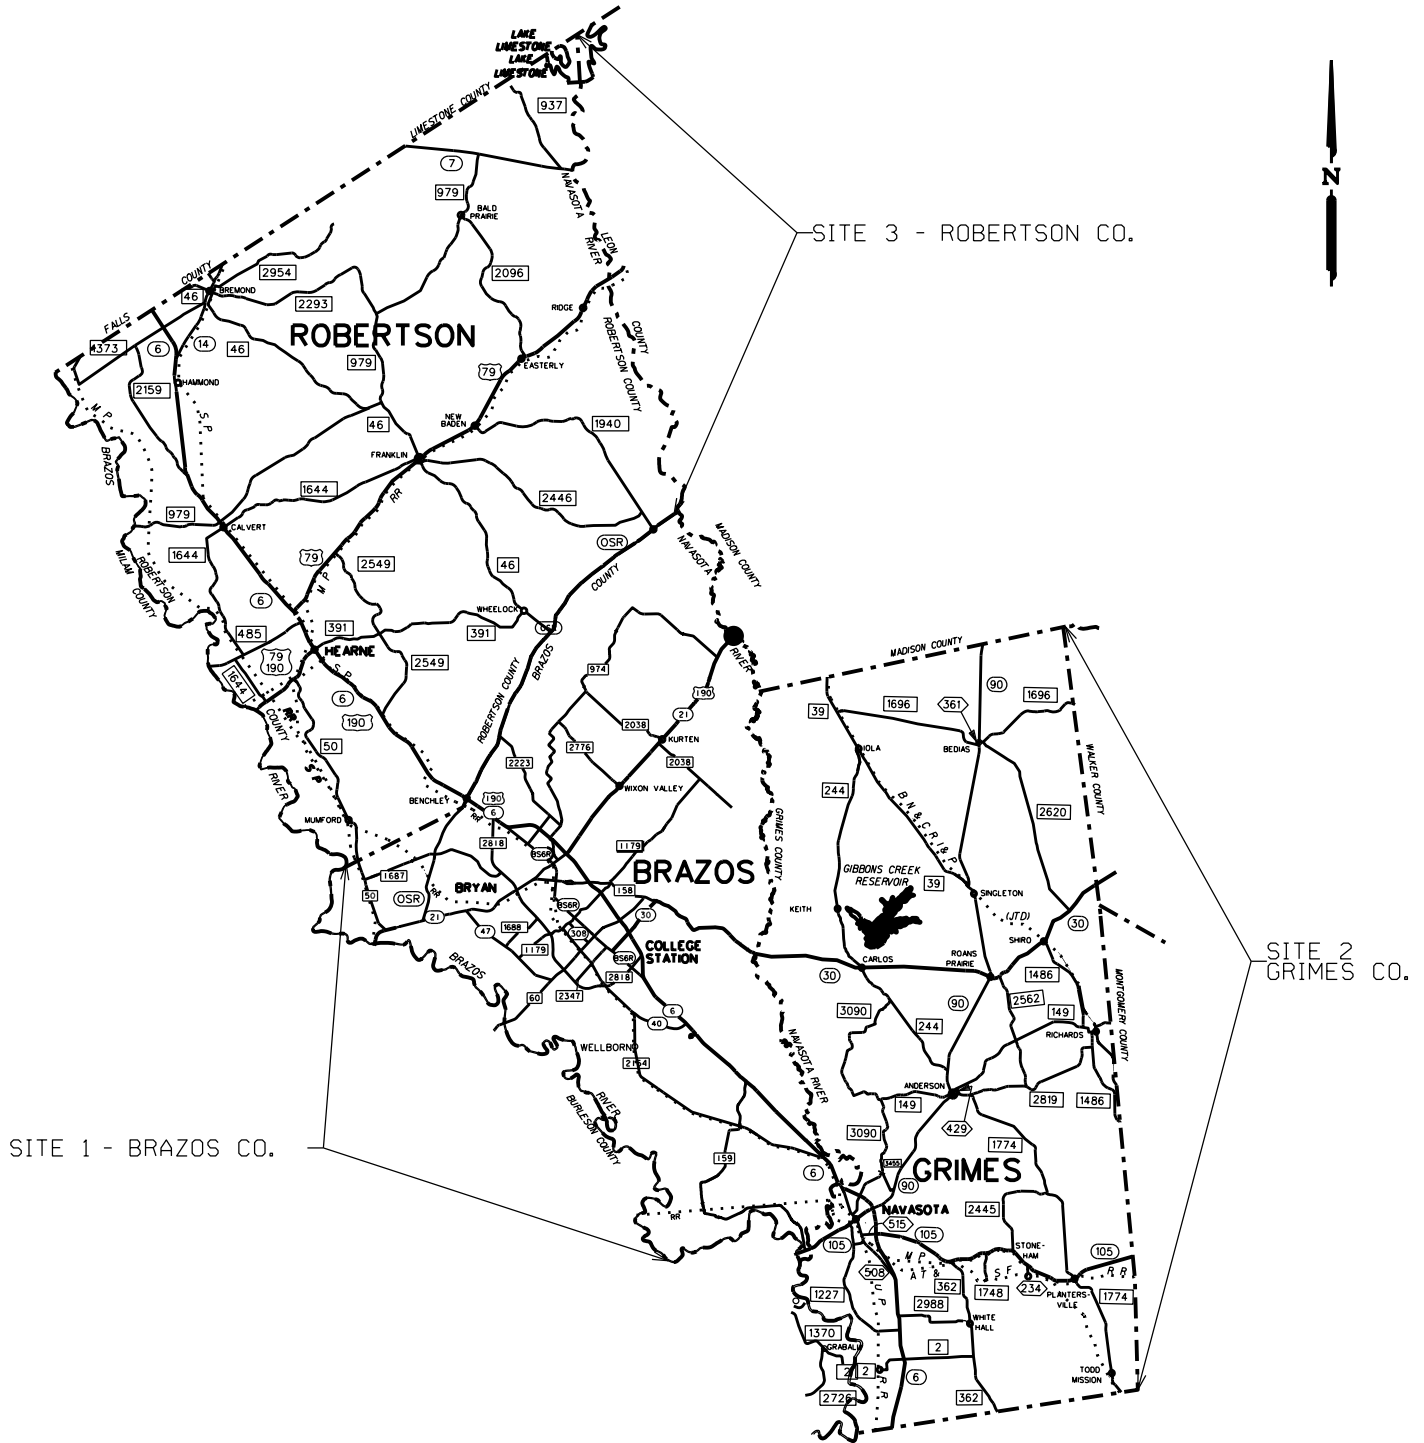 LAKE
LIMESTONE
LAKE
LIMESTONE
937
LIMESTONE COUNTY
7
979
NAVASOTA
RIVER
BALD
PRAIRIE
LEON
COUNTY
SITE 3 - ROBERTSON CO.
N
COUNTY
2954
2096
46
BREMOND
2293
RIDGE
FALLS
ROBERTSON
ROBERTSON COUNTY
4373
6
14
46
979
EASTERLY
79
HAMMOND
2159
M P
S P
NEW
BADEN
46
1940
FRANKLIN
BRAZOS
1644
RR
2446
979
CALVERT
OSR
MADISON COUNTY
NAVASOTA
1644
MILAM
COUNTY
ROBERTSON
79
2549
M P
46
COUNTY
6
WHEELOCK
OSR
485
391
391
HEARNE
79
190
2549
BRAZOS
RIVER
MADISON COUNTY
1644
S P
6
190
ROBERTSON COUNTY
974
190
90
1696
1696
361
39
21
COUNTY
RR
2038
KURTEN
BEDIAS
IOLA
WALKER COUNTY
50
2776
2038
RIVER
S P
2223
WIXON VALLEY
244
BENCHLEY
190
6
RR
B N & C R I & P
2620
MUMFORD
GRIMES COUNTY
2818
BS6R
1179
BRAZOS
GIBBONS CREEK
RESERVOIR
1687
BRYAN
RR
158
39
SINGLETON
50
OSR
21
BS6R
30
KEITH
(JTD)
30
47
1688
308
SHIRO
1179
COLLEGE
STATION
BS6R
ROANS
PRAIRIE
CARLOS
SITE 2
GRIMES CO.
BRAZOS
2818
30
1486
60
2347
3090
90
2562
6
149
40
244
RICHARDS
MONTGOMERY COUNTY
WELLBORN
2154
NAVASOTA RIVER
ANDERSON
RIVER
BURLESON COUNTY
149
2819
1486
429
SITE 1 - BRAZOS CO.
3090
1774
159
6
3455
GRIMES
90
NAVASOTA
2445
RR
515
105
105
STONE-
HAM
105
M P
A T &
S F
R R
508
362
1748
234
PLANTERS-
VILLE
1774
1227
U P
2988
WHITE
HALL
1370
GRABALL
2
2
2
R R
6
TODD
MISSION
2726
362